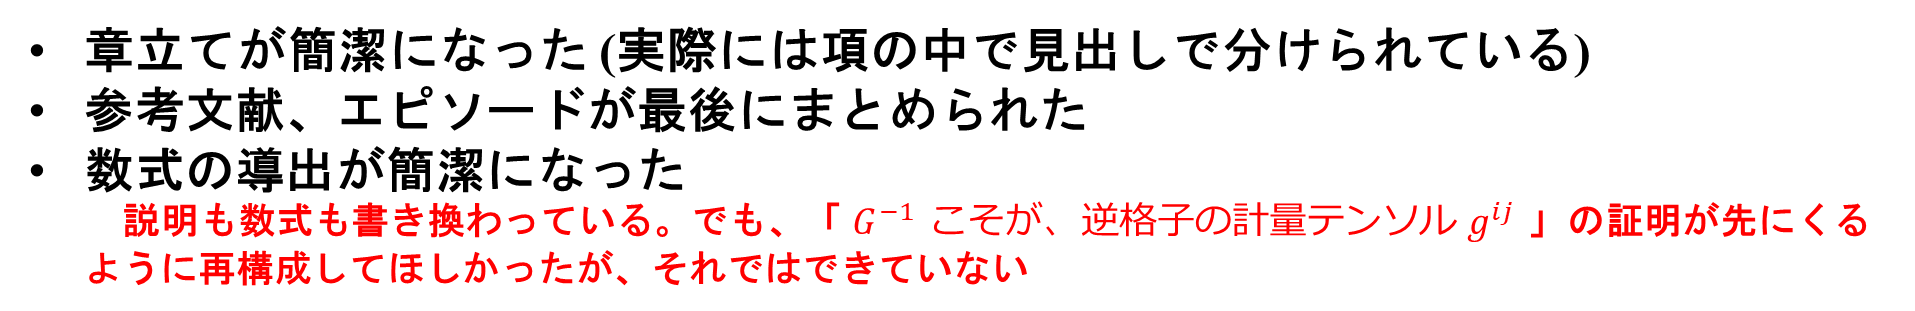 • 章立てが簡潔になった (実際には項の中で見出しで分けられている)
• 参考文献、エピソードが最後にまとめられた
• 数式の導出が簡潔になった
説明も数式も書き換わっている。でも、「 G⁻¹ こそが、逆格子の計量テンソル gⁱʲ 」の証明が先にくる
ように再構成してほしかったが、それではできていない